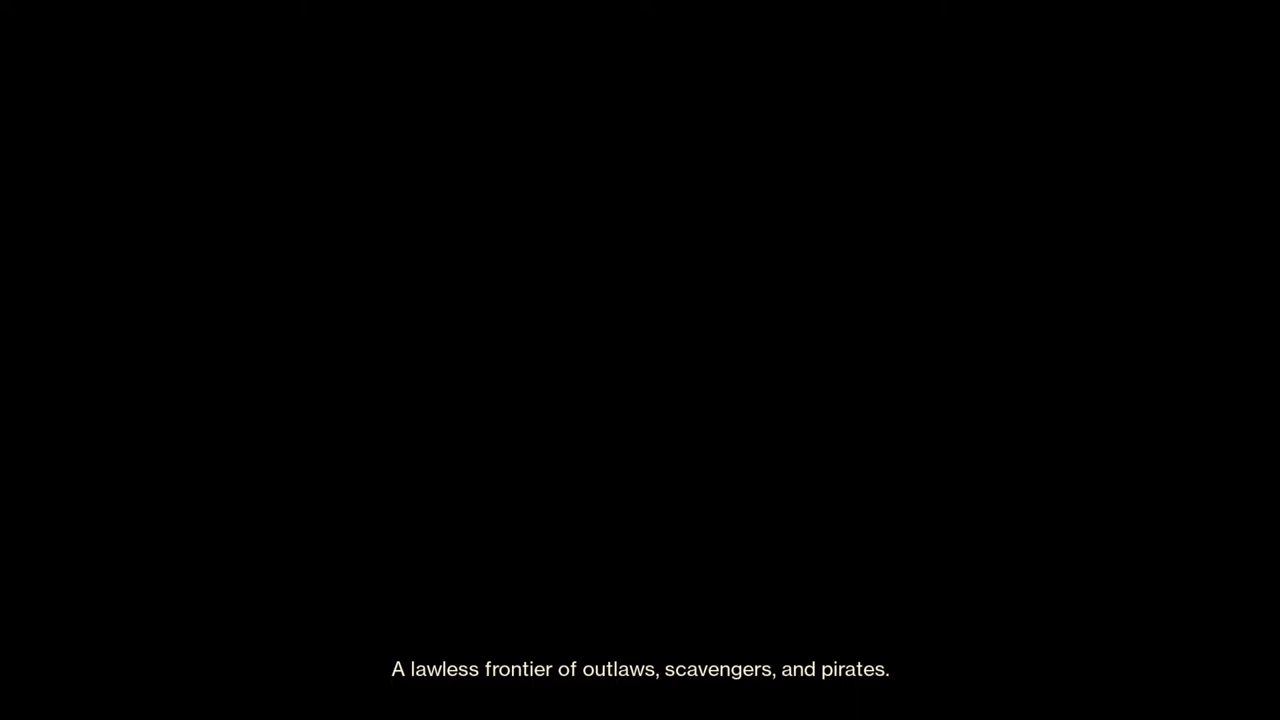 A lawless frontier of outlaws, scavengers, and pirates.